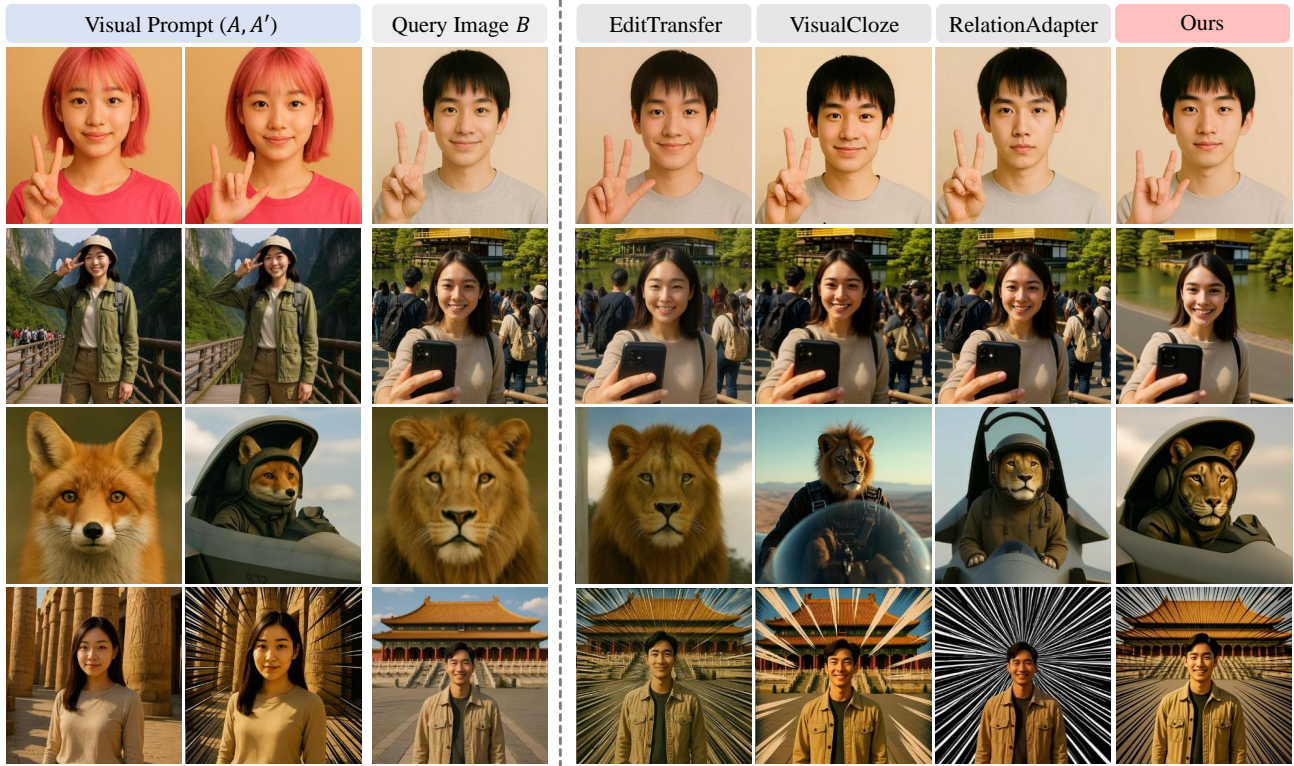 Visual Prompt (A, A′)
Query Image B
EditTransfer
VisualCloze
RelationAdapter
Ours